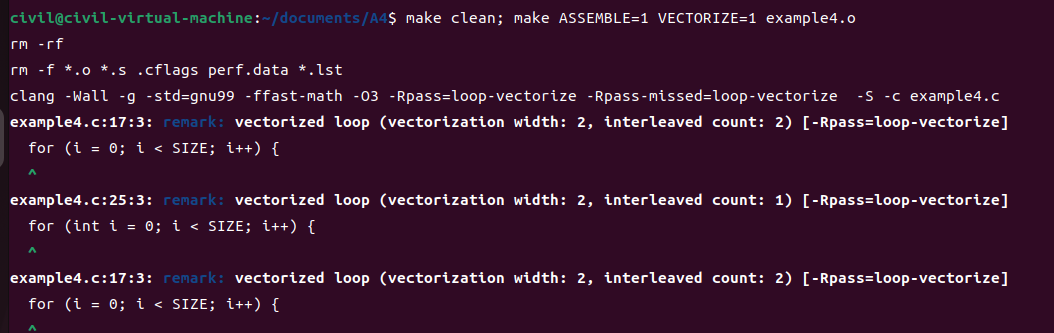 civil@civil-virtual-machine:~/documents/A4$ make clean; make ASSEMBLE=1 VECTORIZE=1 example4.o
rm -rf
rm -f *.o *.s .cflags perf.data *.lst
clang -Wall -g -std=gnu99 -ffast-math -O3 -Rpass=loop-vectorize -Rpass-missed=loop-vectorize  -S -c example4.c
example4.c:17:3: remark: vectorized loop (vectorization width: 2, interleaved count: 2) [-Rpass=loop-vectorize]
  for (i = 0; i < SIZE; i++) {
  ^
example4.c:25:3: remark: vectorized loop (vectorization width: 2, interleaved count: 1) [-Rpass=loop-vectorize]
  for (int i = 0; i < SIZE; i++) {
  ^
example4.c:17:3: remark: vectorized loop (vectorization width: 2, interleaved count: 2) [-Rpass=loop-vectorize]
  for (i = 0; i < SIZE; i++) {
  ^